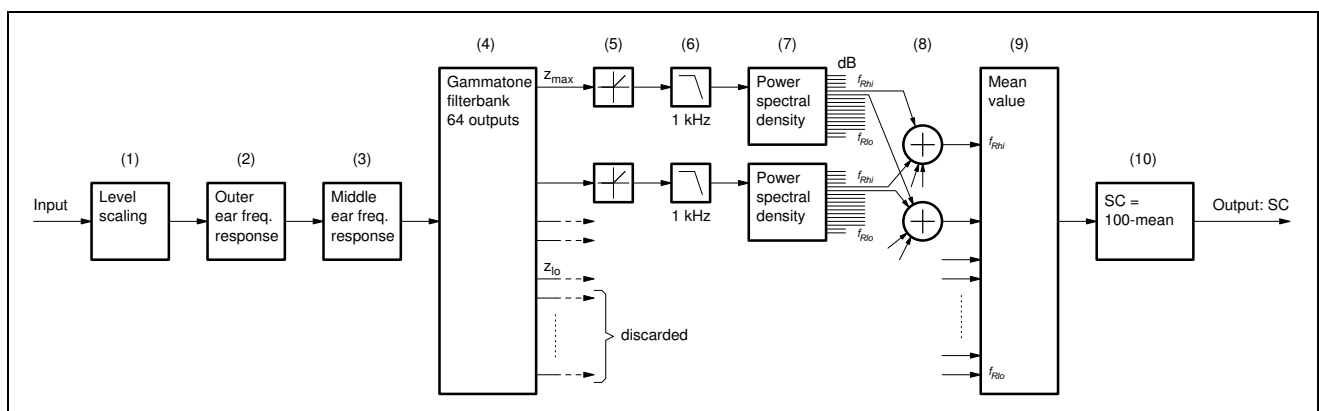 (1)
(2)
(3)
(4)
(5)
(6)
(7)
(8)
(9)
(10)
Input
Level
scaling
Outer
ear freq.
response
Middle
ear freq.
response
Gammatone
filterbank
64 outputs
zmax
1 kHz
Power
spectral
density
dB
fRhi
fRlo
1 kHz
Power
spectral
density
fRhi
fRlo
zlo
discarded
Mean
value
fRhi
fRlo
SC =
100-mean
Output: SC